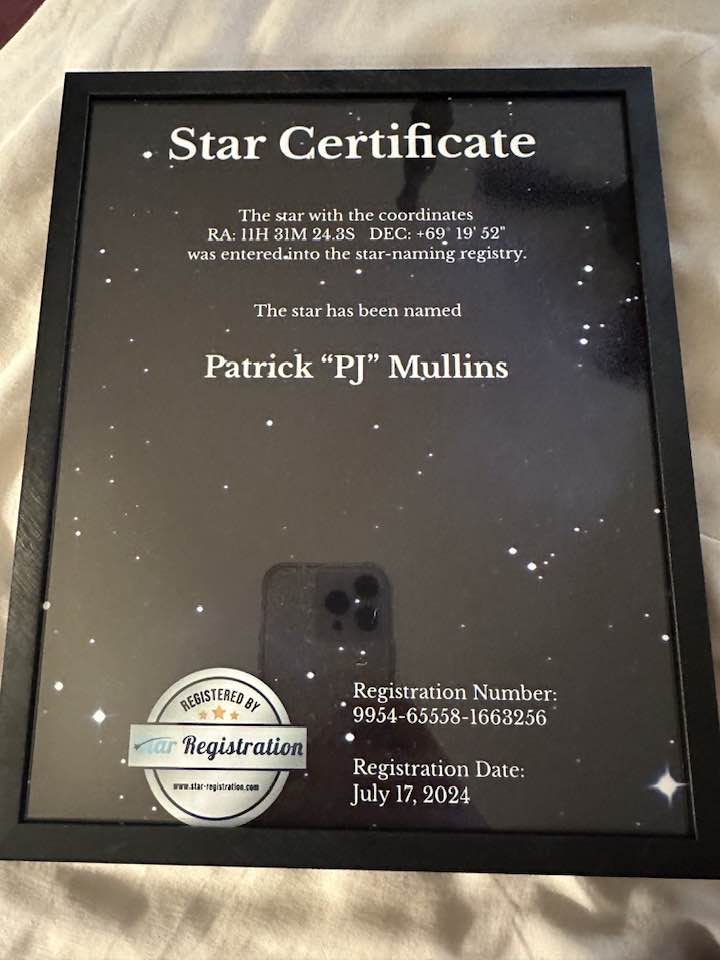 Star Certificate
The star with the coordinates
RA: 11H 31M 24.3S DEC: +69° 19' 52"
was entered into the star-naming registry.
The star has been named
Patrick “PJ” Mullins
REGISTERED BY
Star Registration
www.star-registration.com
Registration Number:
9954-65558-1663256
Registration Date:
July 17, 2024